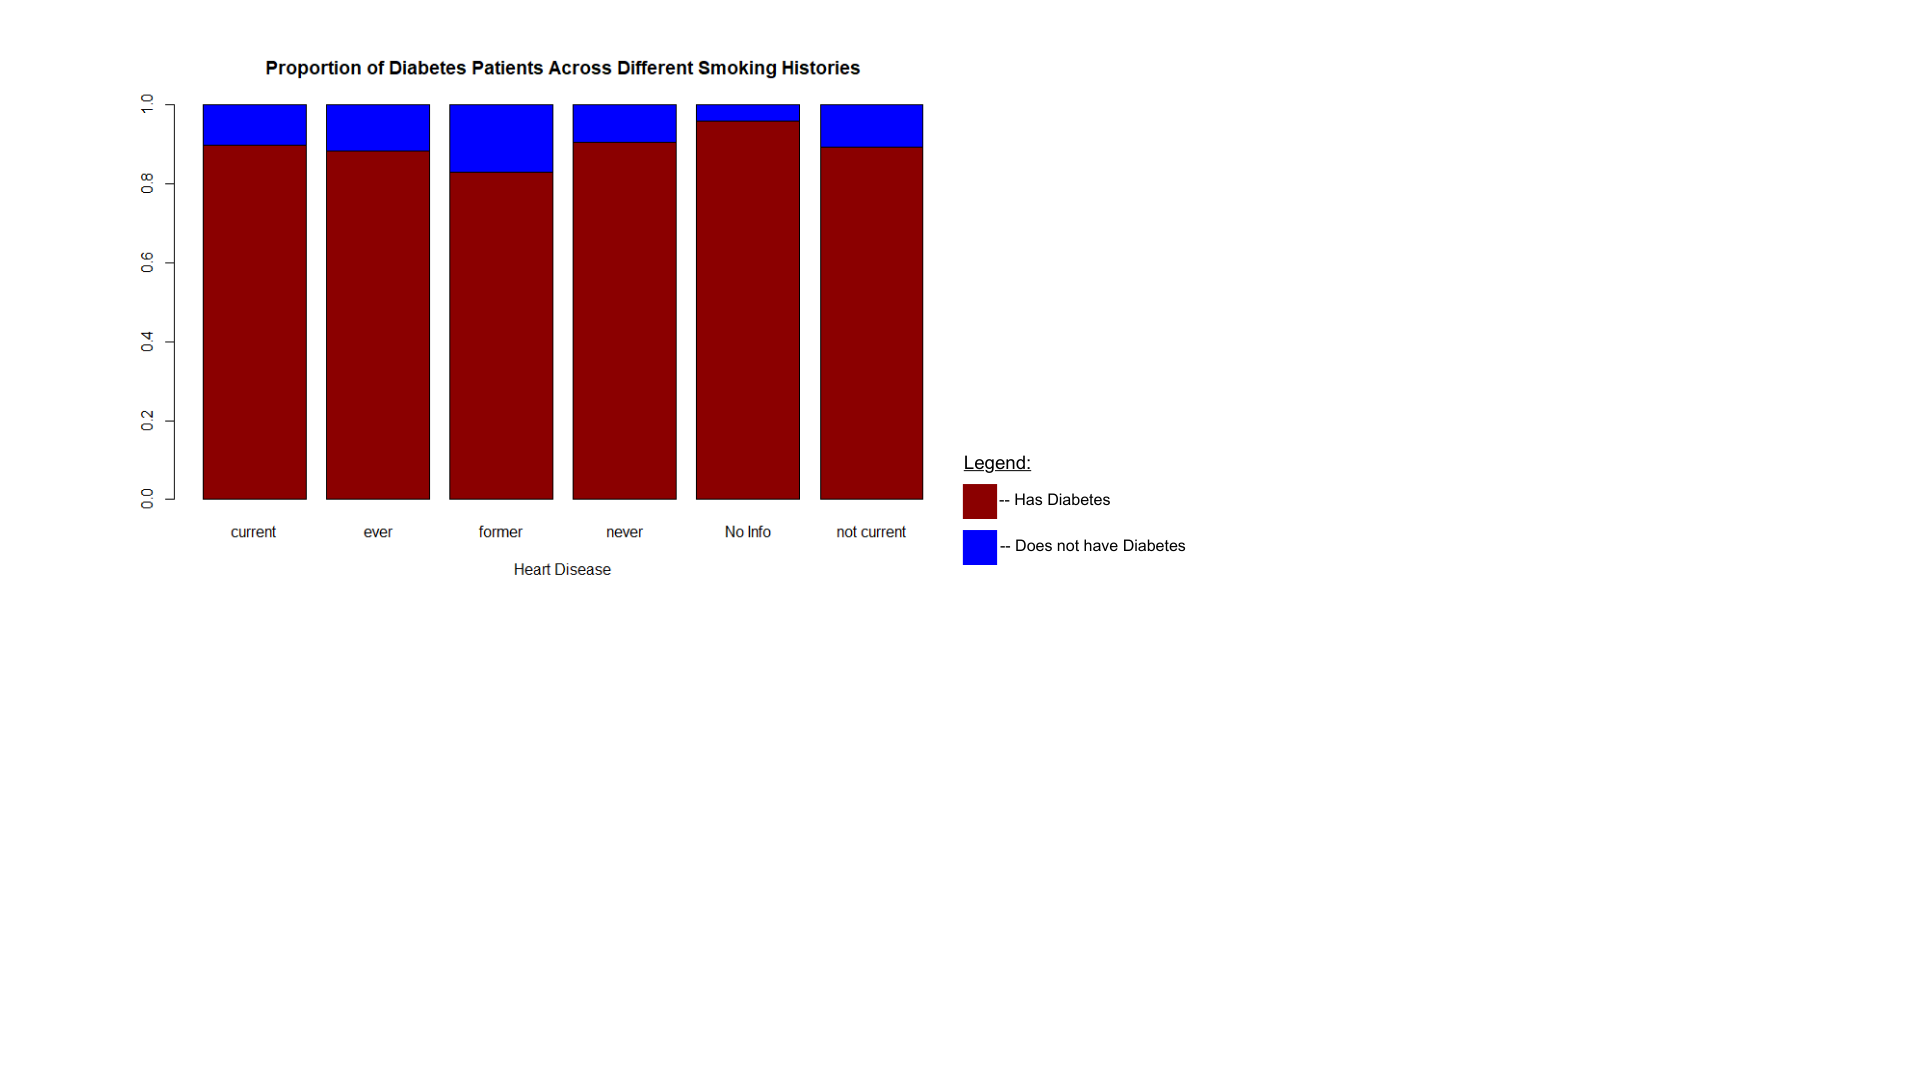 Proportion of Diabetes Patients Across Different Smoking Histories
1.0
0.8
0.6
0.4
0.2
0.0
current ever former never No Info not current
Heart Disease
Legend:
-- Has Diabetes
-- Does not have Diabetes